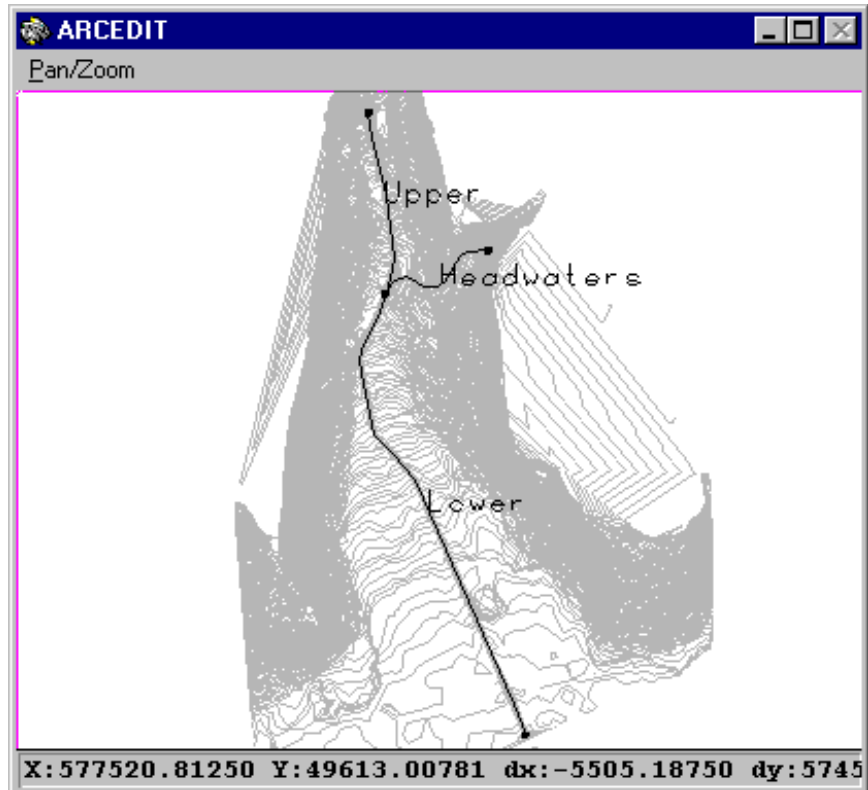 ARCEDIT
Pan/Zoom
Upper
Headwaters
Lower
X:577520.81250 Y:49613.00781 dx:-5505.18750 dy:5745